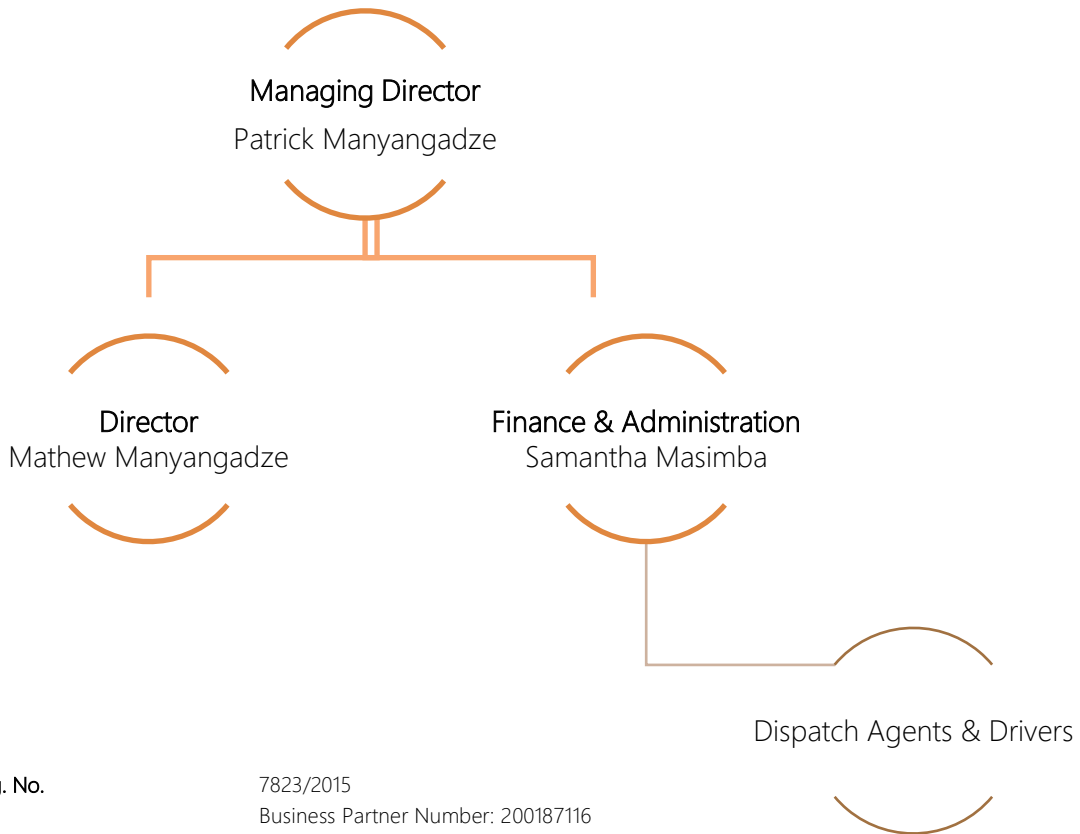 Managing Director
Patrick Manyangadze
Director
Mathew Manyangadze
Finance & Administration
Samantha Masimba
Dispatch Agents & Drivers
. No. 7823/2015
Business Partner Number: 200187116